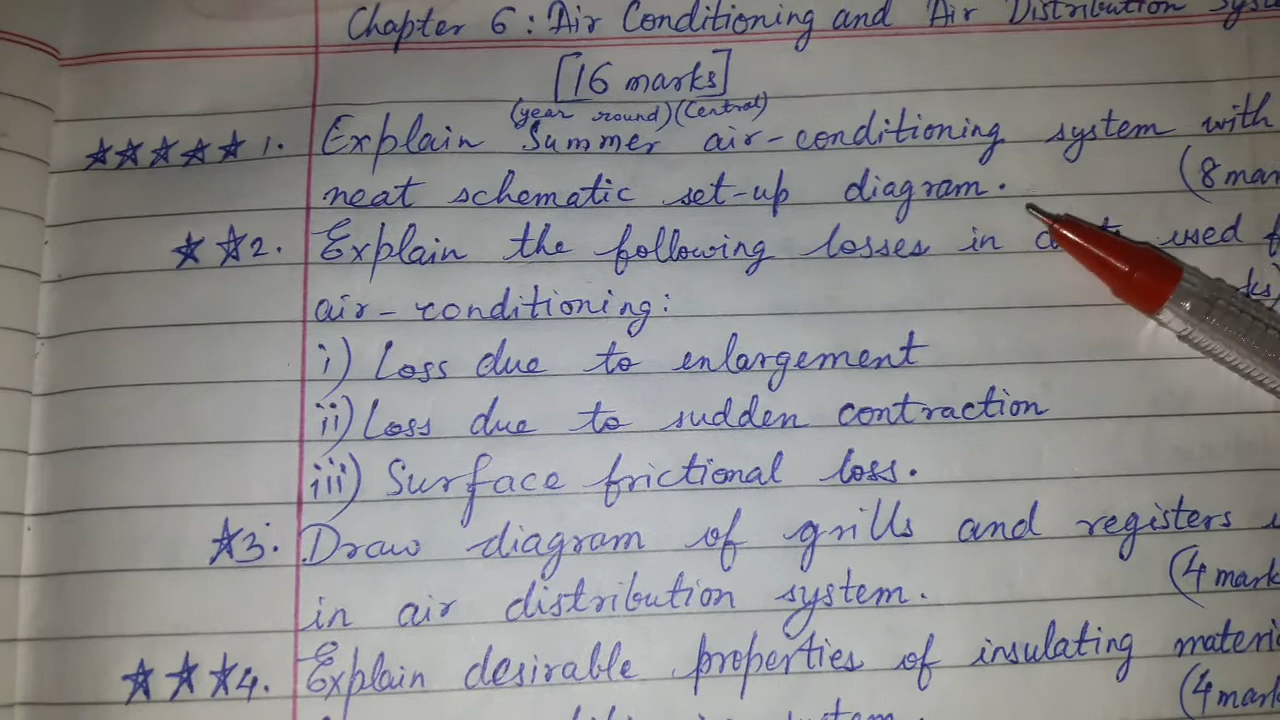 Chapter 6: Air Conditioning and Air Distribution
[16 marks]
(year round)(Central)
★★★★★ 1. Explain Summer air-conditioning system with
neat schematic set-up diagram. (8
★★2. Explain the following losses in used
air-conditioning:
i) Loss due to enlargement
ii) Loss due to sudden contraction
iii) Surface frictional loss.
★3. Draw diagram of grills and registers
(4 mark
in air distribution system.
★★★4. Explain desirable properties of insulating
(4 mark